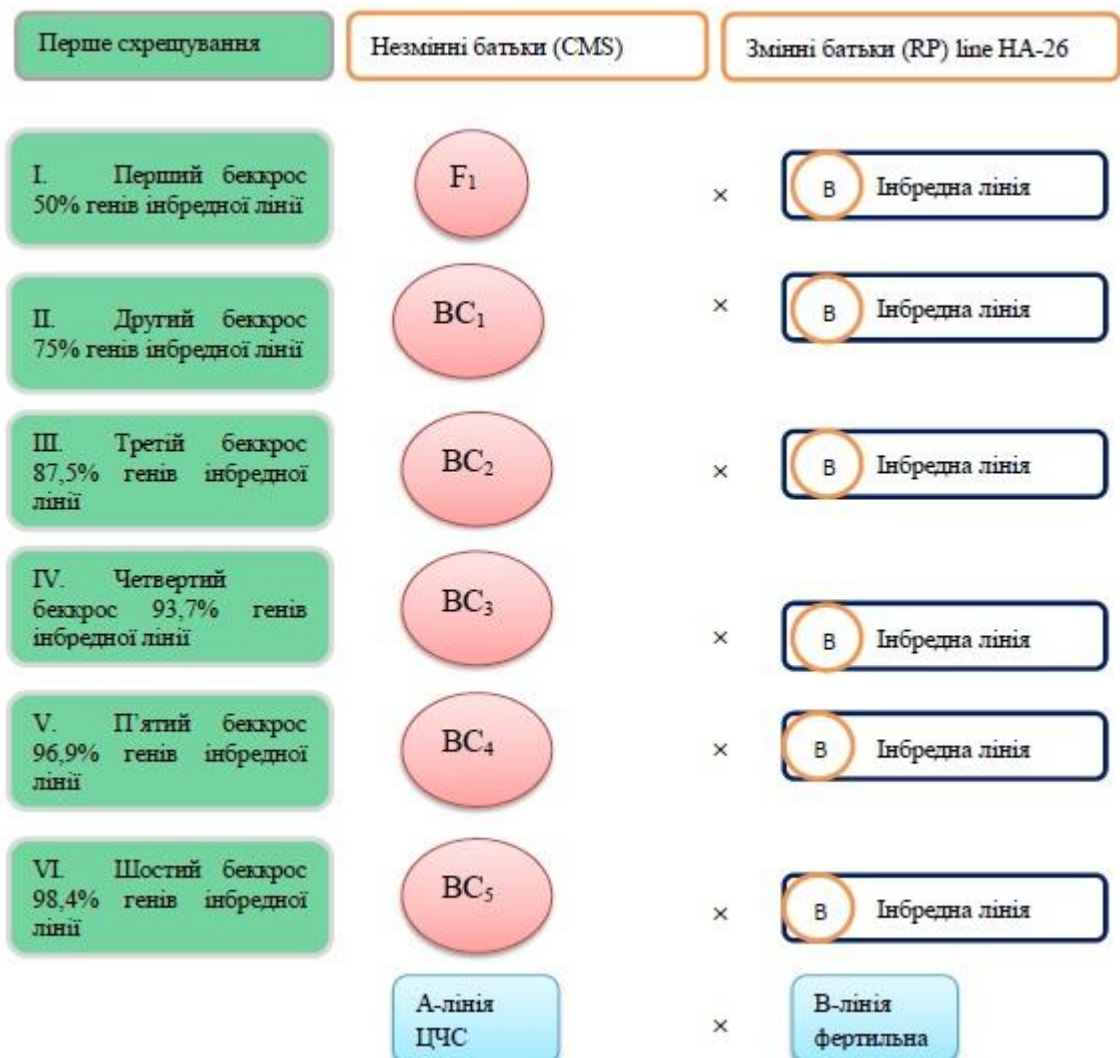 Перше схрещування
Незмінні батьки (CMS)
Змінні батьки (RP) line HA-26
I. Перший беккрос
50% генів інбредної лінії
F₁
×
B Інбредна лінія
II. Другий беккрос
75% генів інбредної лінії
BC₁
×
B Інбредна лінія
III. Третій беккрос
87,5% генів інбредної
лінії
BC₂
×
B Інбредна лінія
IV. Четвертий
беккрос 93,7% генів
інбредної лінії
BC₃
×
B Інбредна лінія
V. П'ятий беккрос
96,9% генів інбредної
лінії
BC₄
×
B Інбредна лінія
VI. Шостий беккрос
98,4% генів інбредної
лінії
BC₅
×
B Інбредна лінія
А-лінія
ЦЧС
×
В-лінія
фертильна